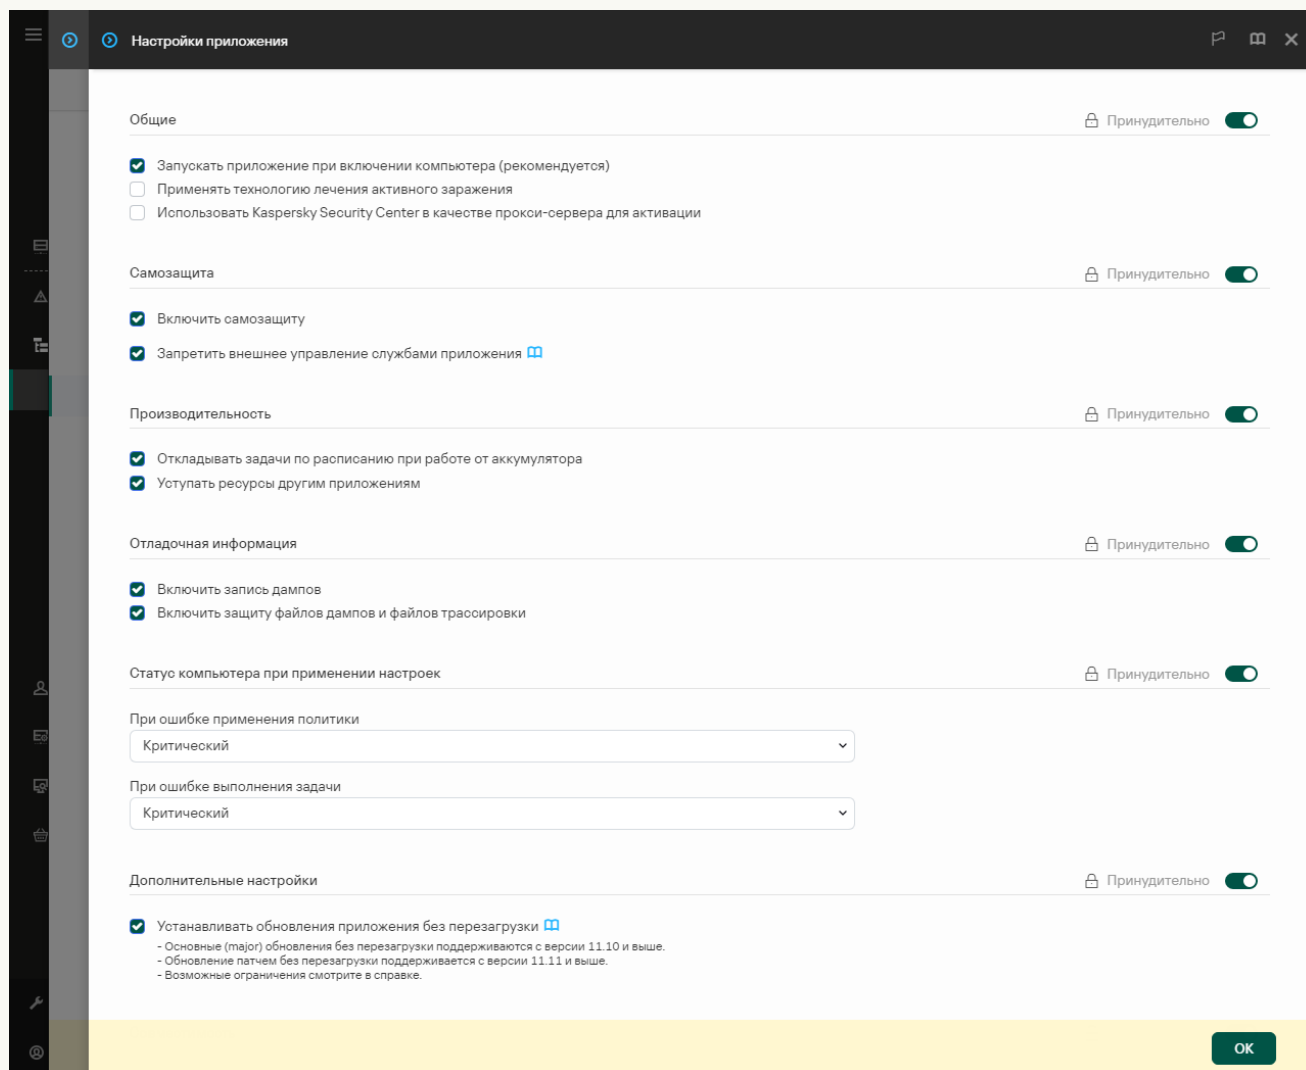 Настройки приложения
Общие
Принудительно
Запускать приложение при включении компьютера (рекомендуется)
Применять технологию лечения активного заражения
Использовать Kaspersky Security Center в качестве прокси-сервера для активации
Самозащита
Принудительно
Включить самозащиту
Запретить внешнее управление службами приложения
Производительность
Принудительно
Откладывать задачи по расписанию при работе от аккумулятора
Уступать ресурсы другим приложениям
Отладочная информация
Принудительно
Включить запись дампов
Включить защиту файлов дампов и файлов трассировки
Статус компьютера при применении настроек
Принудительно
При ошибке применения политики
Критический
При ошибке выполнения задачи
Критический
Дополнительные настройки
Принудительно
Устанавливать обновления приложения без перезагрузки
- Основные (major) обновления без перезагрузки поддерживаются с версии 11.10 и выше.
- Обновление патчем без перезагрузки поддерживается с версии 11.11 и выше.
- Возможные ограничения смотрите в справке.
ОК